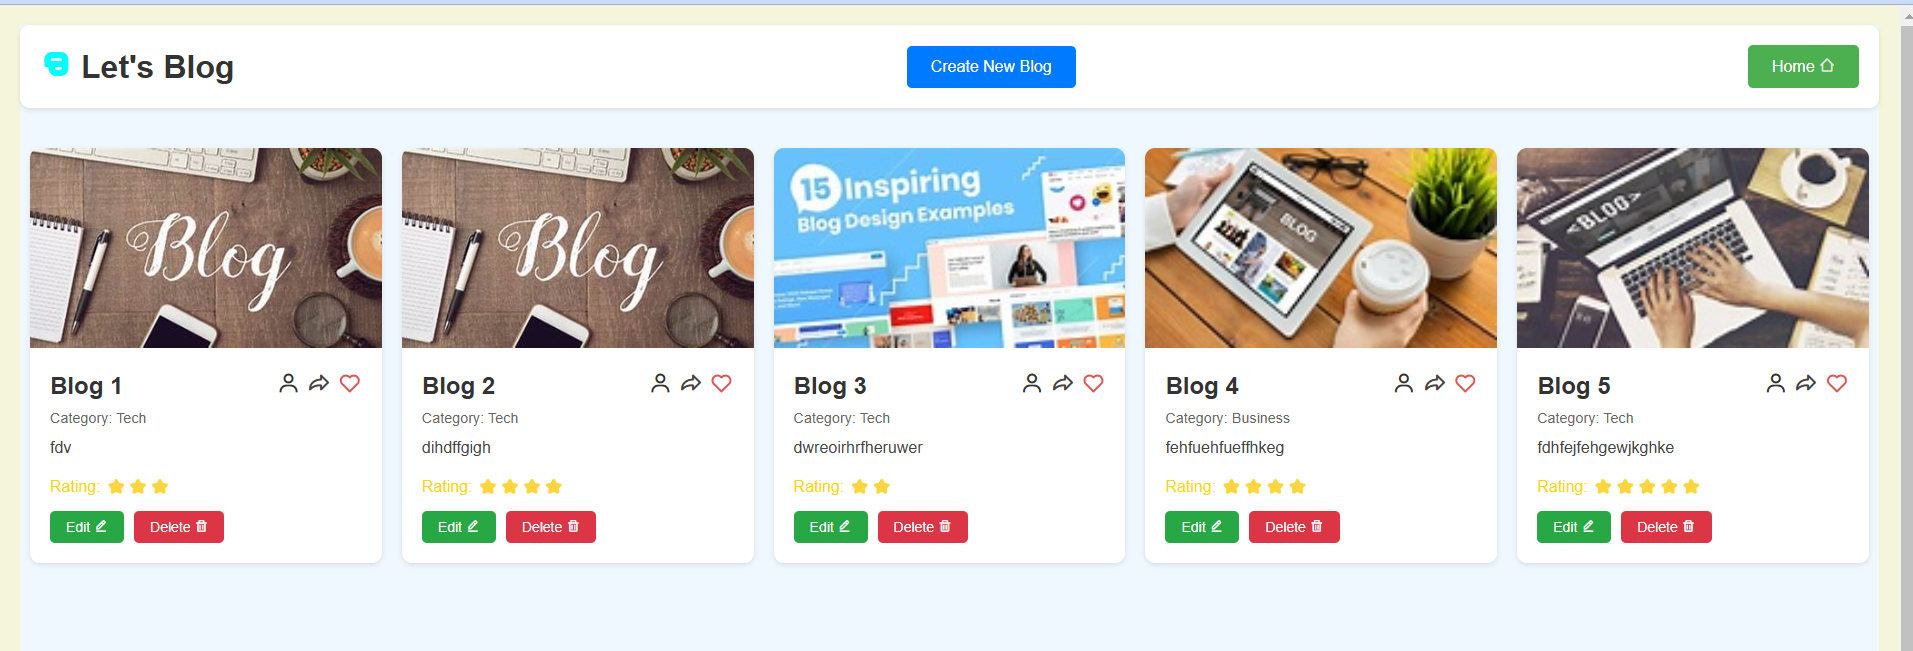 Let's Blog
Create New Blog
Home
Blog
Blog
15 Inspiring
Blog Design Examples
BLOG
<BLOG>
Blog 1
Category: Tech
fdv
Rating:
Edit
Delete
Blog 2
Category: Tech
dihdffgigh
Rating:
Edit
Delete
Blog 3
Category: Tech
dwreoirhrfheruwer
Rating:
Edit
Delete
Blog 4
Category: Business
fehfuehfueffhkeg
Rating:
Edit
Delete
Blog 5
Category: Tech
fdhfejfehgewjkghke
Rating:
Edit
Delete